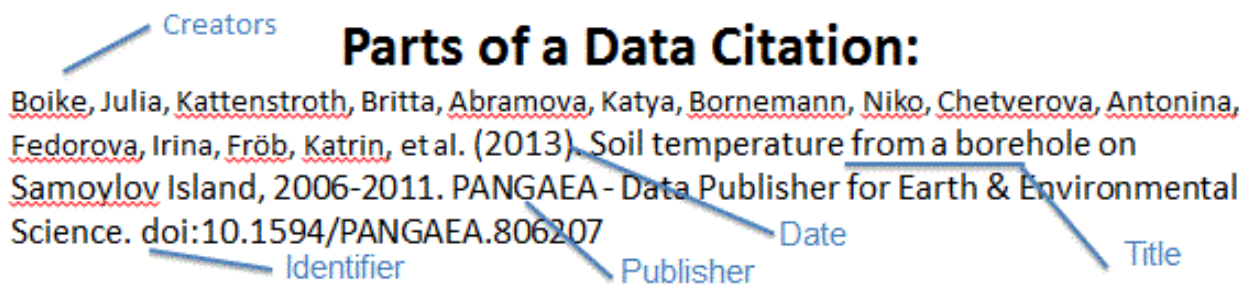 Creators
Parts of a Data Citation:
Boike, Julia, Kattenstroth, Britta, Abramova, Katya, Bornemann, Niko, Chetverova, Antonina,
Fedorova, Irina, Fröb, Katrin, et al. (2013). Soil temperature from a borehole on
Samoylov Island, 2006-2011. PANGAEA - Data Publisher for Earth & Environmental
Science. doi:10.1594/PANGAEA.806207
Date
Title
Identifier
Publisher